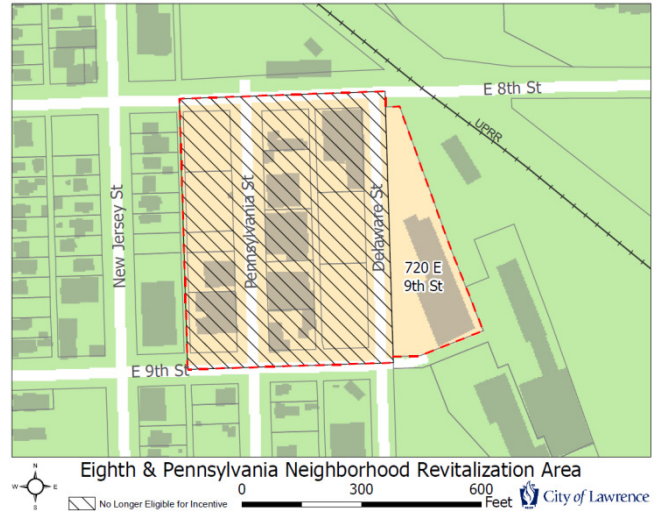 E 8th St
UPRR
New Jersey St
Pennsylvania St
Delaware St
720 E
9th St
E 9th St
Eighth & Pennsylvania Neighborhood Revitalization Area
N
W E
S
No Longer Eligible for Incentive
0 300 600
Feet
City of Lawrence